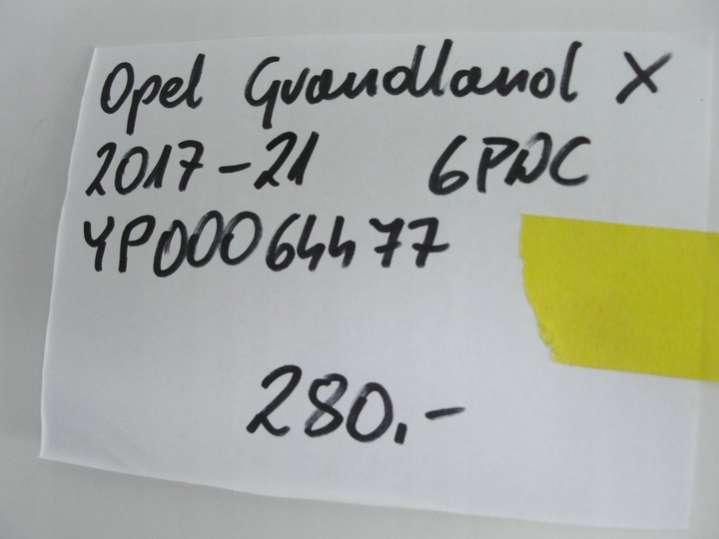 Opel Grandland X
2017-21 6PDC
YP00064477
280.-